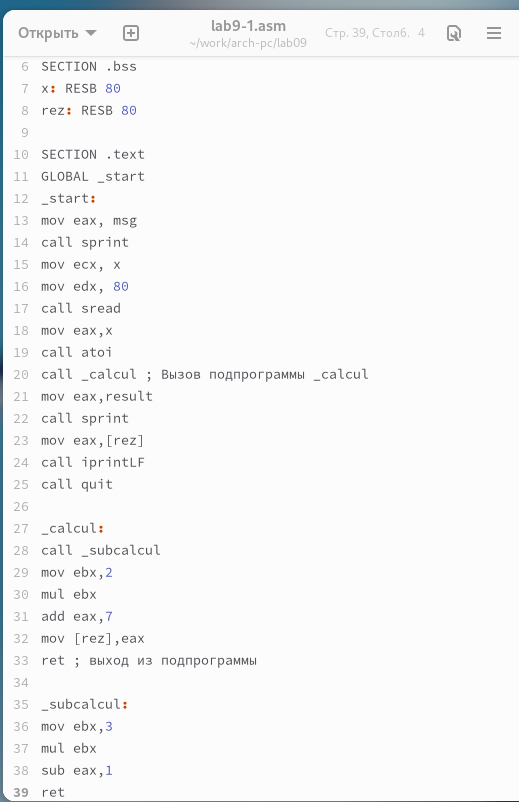 Открыть
lab9-1.asm
~/work/arch-pc/lab09
Стр. 39, Столб. 4
6 SECTION .bss
7 x: RESB 80
8 rez: RESB 80
9
10 SECTION .text
11 GLOBAL _start
12 _start:
13 mov eax, msg
14 call sprint
15 mov ecx, x
16 mov edx, 80
17 call sread
18 mov eax,x
19 call atoi
20 call _calcul ; Вызов подпрограммы _calcul
21 mov eax,result
22 call sprint
23 mov eax,[rez]
24 call iprintLF
25 call quit
26
27 _calcul:
28 call _subcalcul
29 mov ebx,2
30 mul ebx
31 add eax,7
32 mov [rez],eax
33 ret ; выход из подпрограммы
34
35 _subcalcul:
36 mov ebx,3
37 mul ebx
38 sub eax,1
39 ret